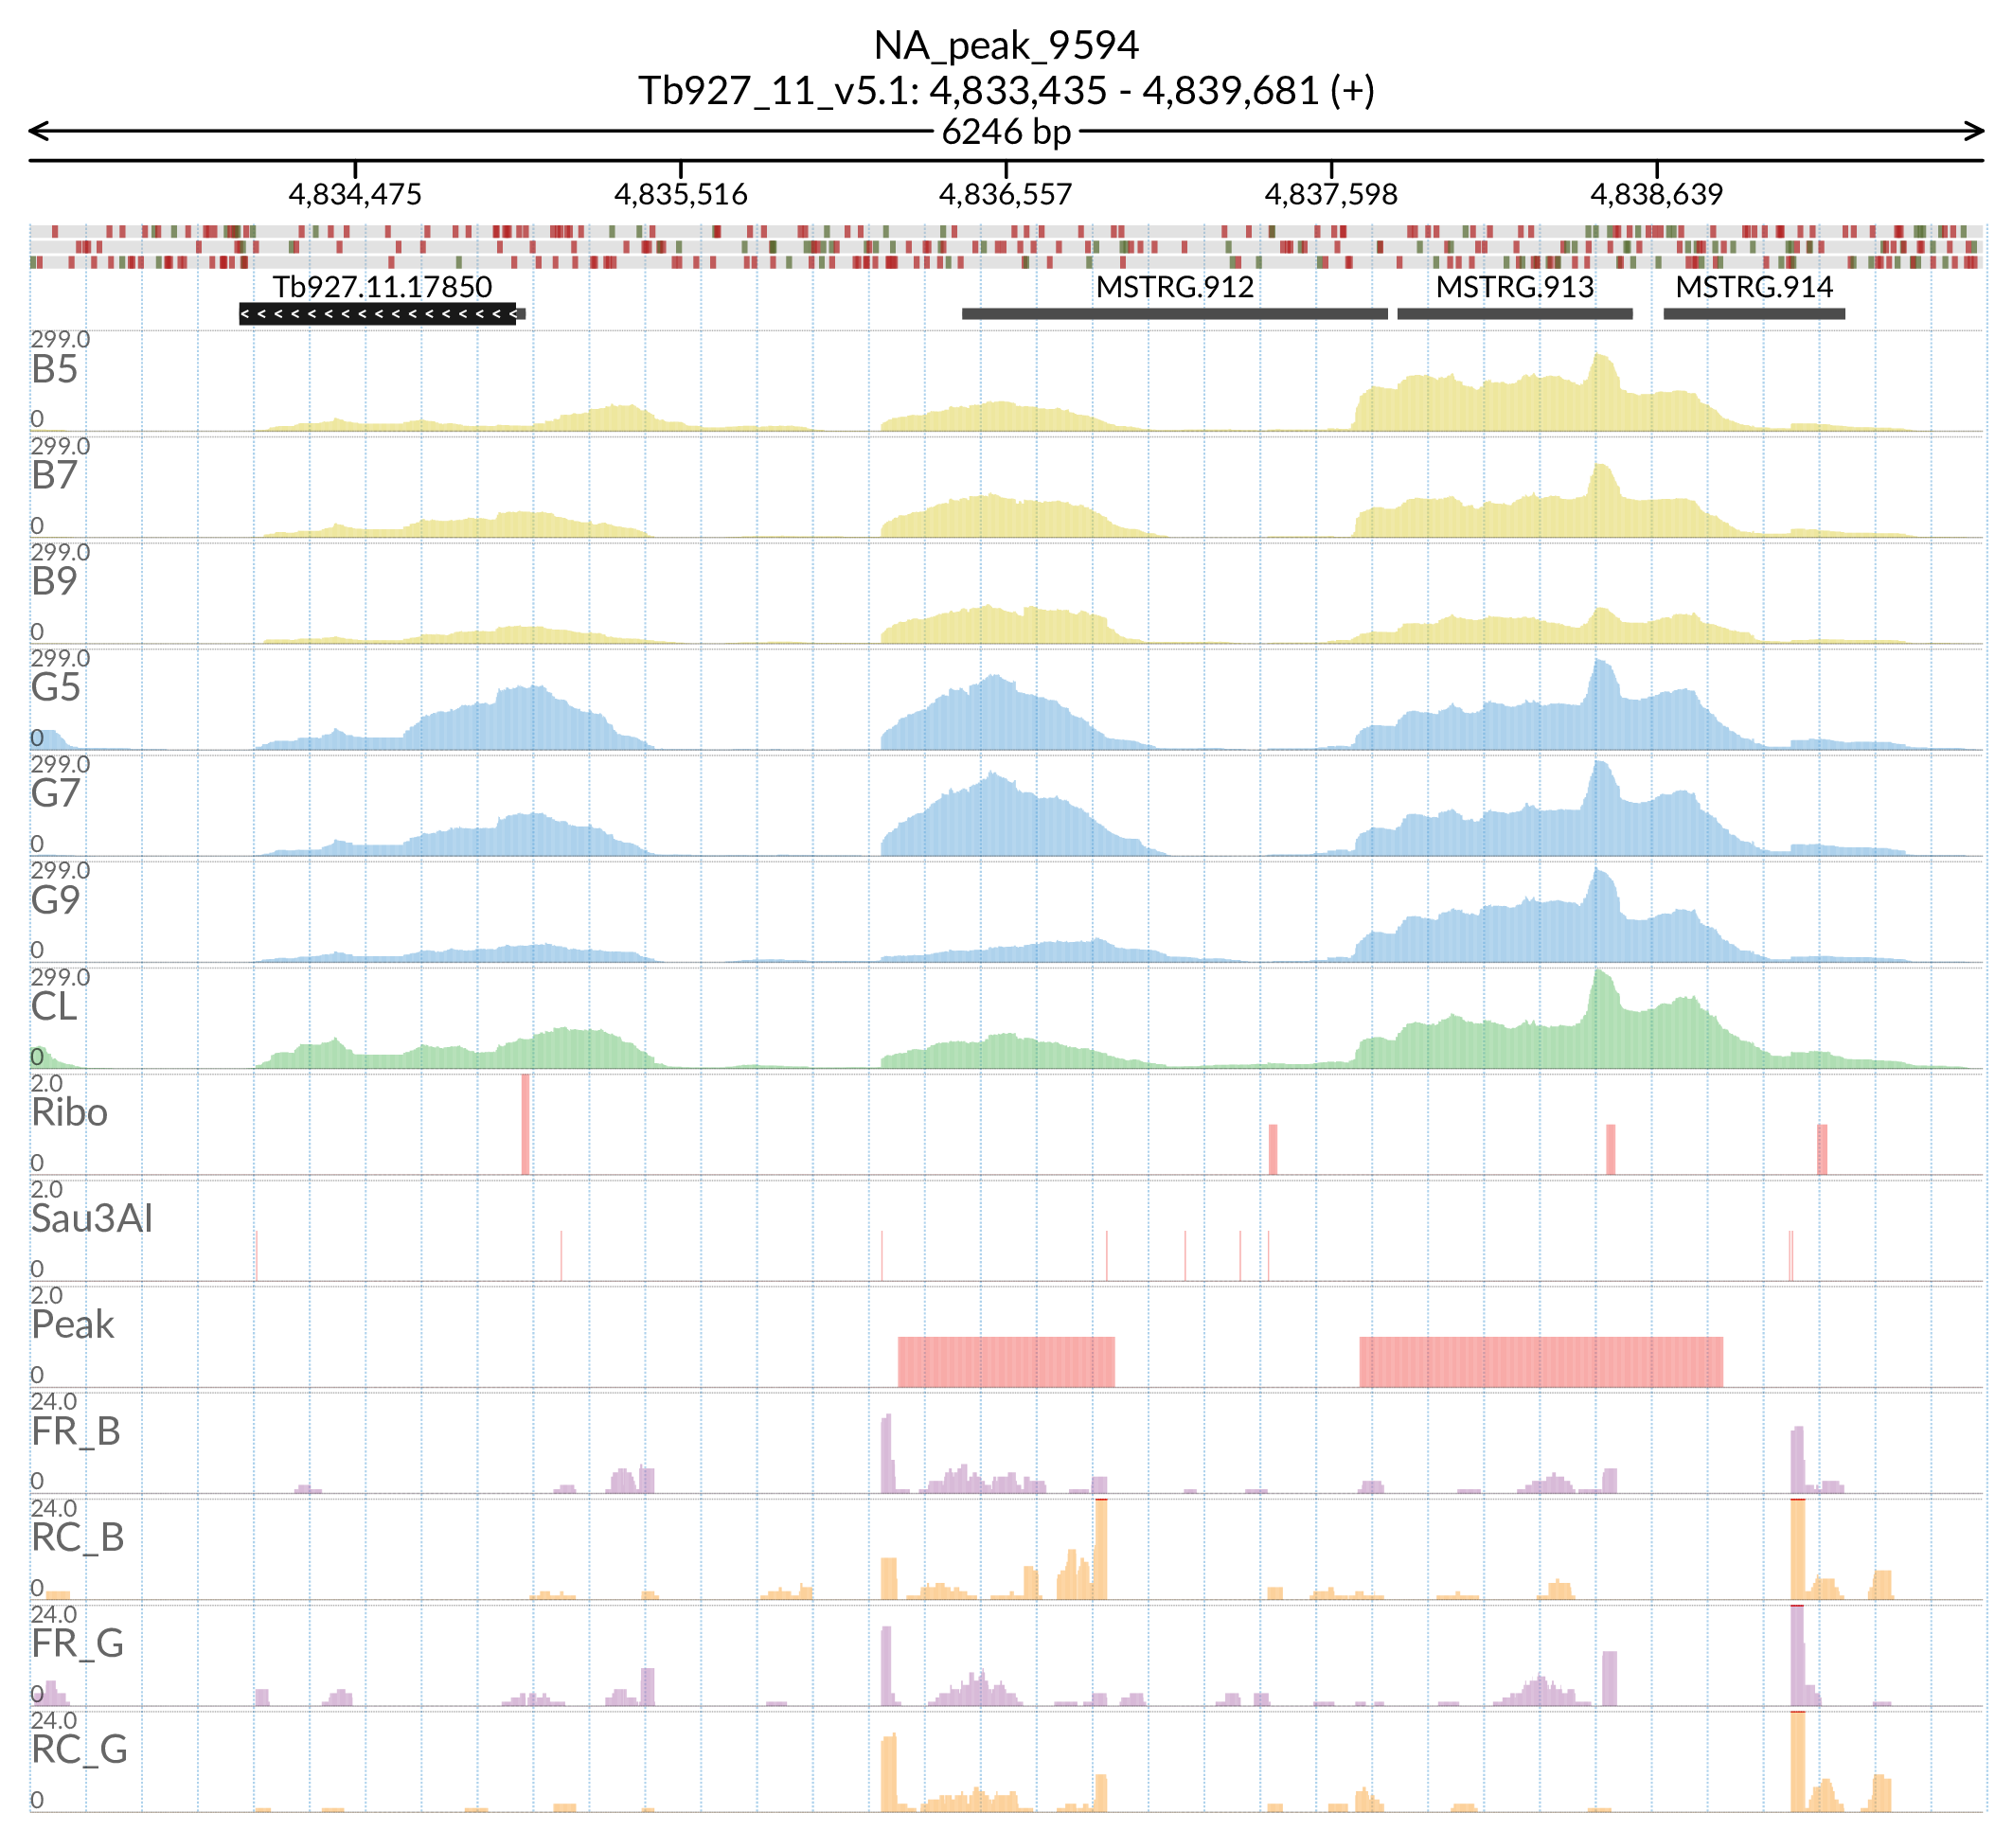 NA_peak_9594
Tb927_11_v5.1: 4,833,435 - 4,839,681 (+)
6246 bp
4,834,475 4,835,516 4,836,557 4,837,598 4,838,639
Tb927.11.17850 MSTRG.912 MSTRG.913 MSTRG.914
< < < < < < < < < < < < < < < < <
299.0
B5
0
299.0
B7
0
299.0
B9
0
299.0
G5
0
299.0
G7
0
299.0
G9
0
299.0
CL
0
2.0
Ribo
0
2.0
Sau3AI
0
2.0
Peak
0
24.0
FR_B
0
24.0
RC_B
0
24.0
FR_G
0
24.0
RC_G
0